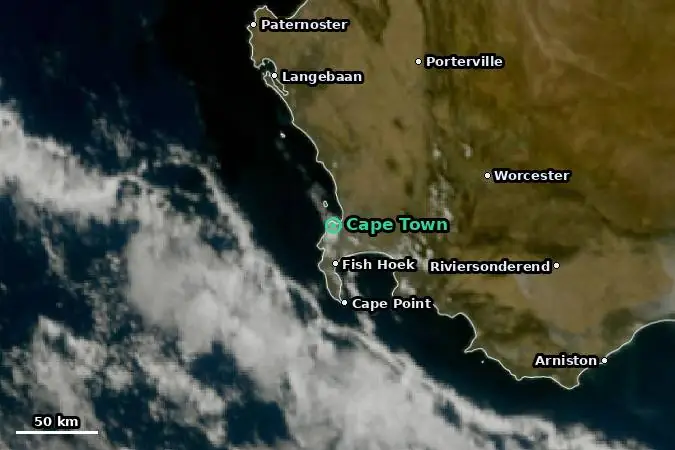 Paternoster
Porterville
Langebaan
Worcester
Cape Town
Fish Hoek
Riviersonderend
Cape Point
Arniston
50 km